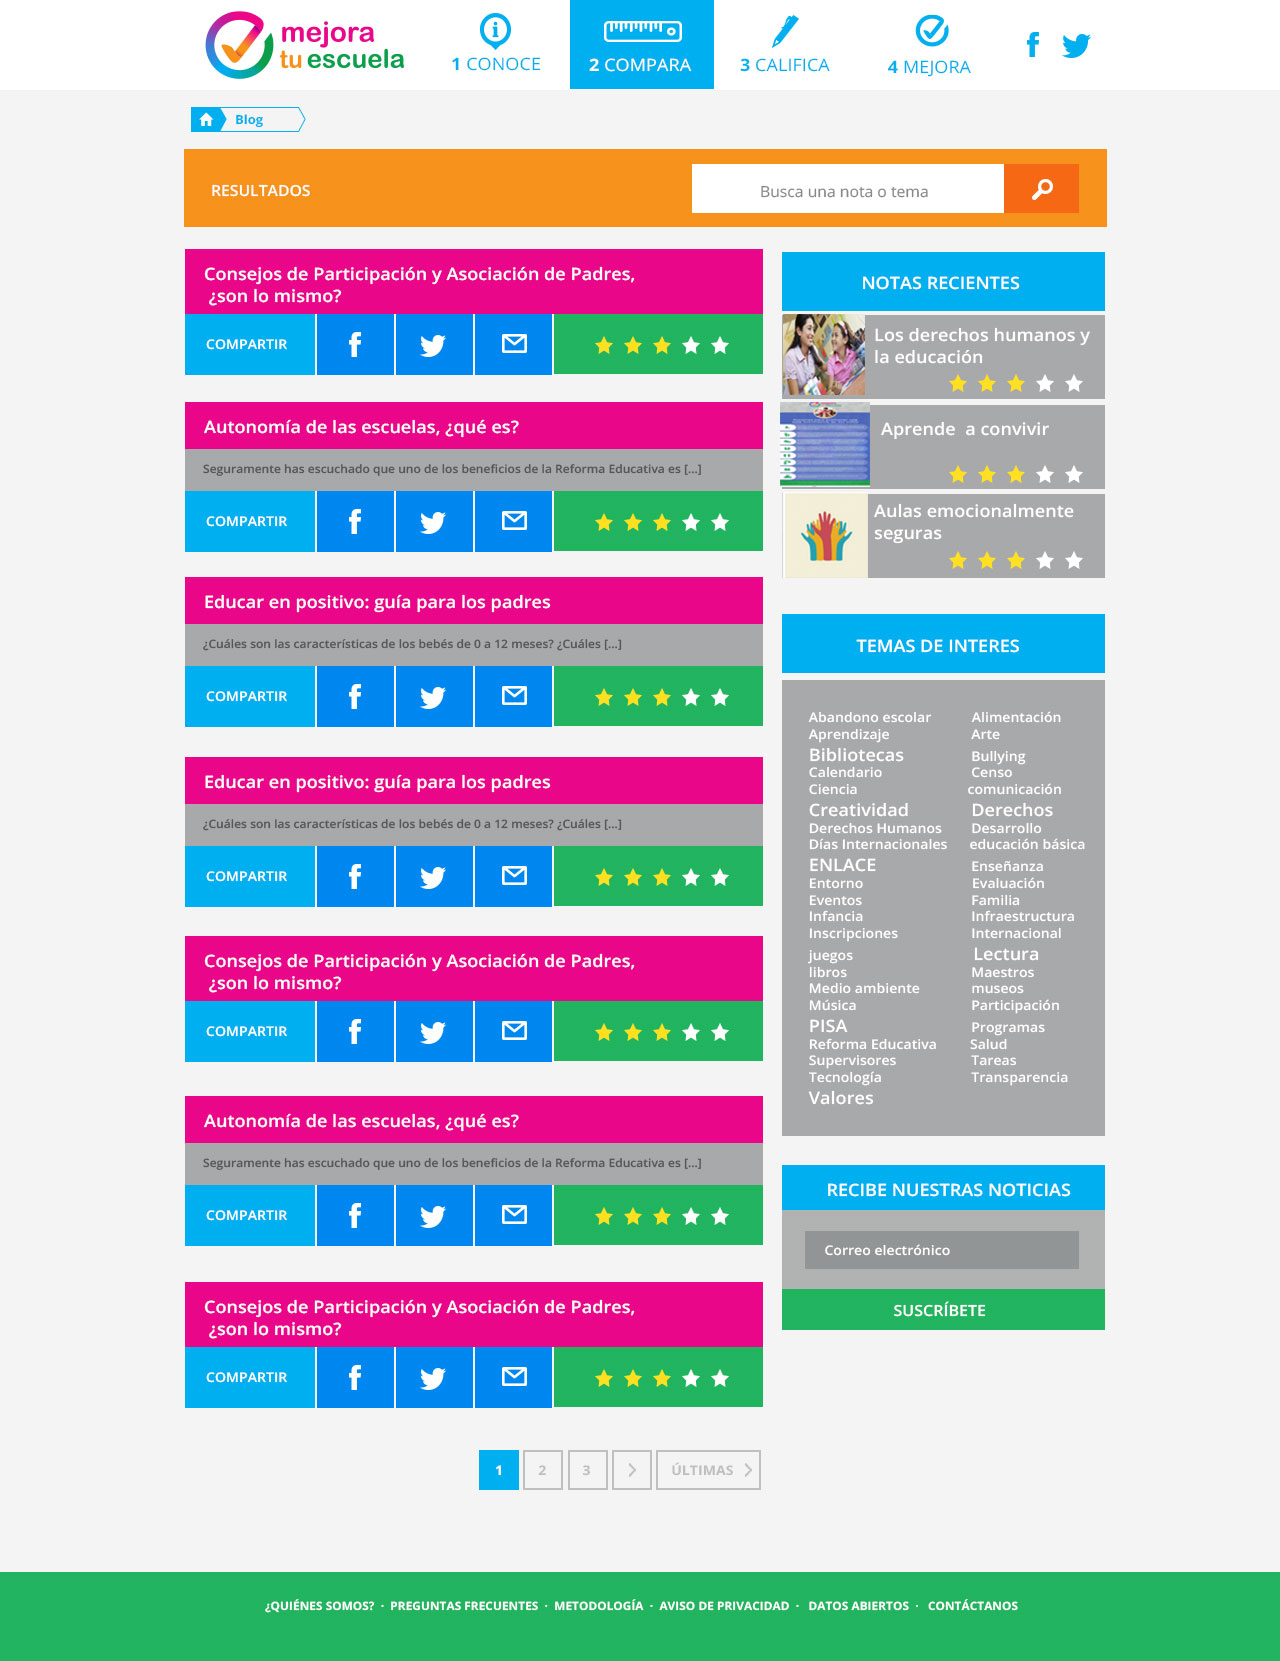 mejora
tu escuela
1 CONOCE
2 COMPARA
3 CALIFICA
4 MEJORA
Blog
RESULTADOS
Busca una nota o tema
Consejos de Participación y Asociación de Padres,
¿son lo mismo?
COMPARTIR
Autonomía de las escuelas, ¿qué es?
Seguramente has escuchado que uno de los beneficios de la Reforma Educativa es [...]
COMPARTIR
Educar en positivo: guía para los padres
¿Cuáles son las características de los bebés de 0 a 12 meses? ¿Cuáles [...]
COMPARTIR
Educar en positivo: guía para los padres
¿Cuáles son las características de los bebés de 0 a 12 meses? ¿Cuáles [...]
COMPARTIR
Consejos de Participación y Asociación de Padres,
¿son lo mismo?
COMPARTIR
Autonomía de las escuelas, ¿qué es?
Seguramente has escuchado que uno de los beneficios de la Reforma Educativa es [...]
COMPARTIR
Consejos de Participación y Asociación de Padres,
¿son lo mismo?
COMPARTIR
1 2 3 > ÚLTIMAS >
NOTAS RECIENTES
Los derechos humanos y
la educación
Aprende a convivir
Aulas emocionalmente
seguras
TEMAS DE INTERES
Abandono escolar Alimentación
Aprendizaje Arte
Bibliotecas Bullying
Calendario Censo
Ciencia comunicación
Creatividad Derechos
Derechos Humanos Desarrollo
Días Internacionales educación básica
ENLACE Enseñanza
Entorno Evaluación
Eventos Familia
Infancia Infraestructura
Inscripciones Internacional
juegos Lectura
libros Maestros
Medio ambiente museos
Música Participación
PISA Programas
Reforma Educativa Salud
Supervisores Tareas
Tecnología Transparencia
Valores
RECIBE NUESTRAS NOTICIAS
Correo electrónico
SUSCRÍBETE
¿QUIÉNES SOMOS? · PREGUNTAS FRECUENTES · METODOLOGÍA · AVISO DE PRIVACIDAD · DATOS ABIERTOS · CONTÁCTANOS